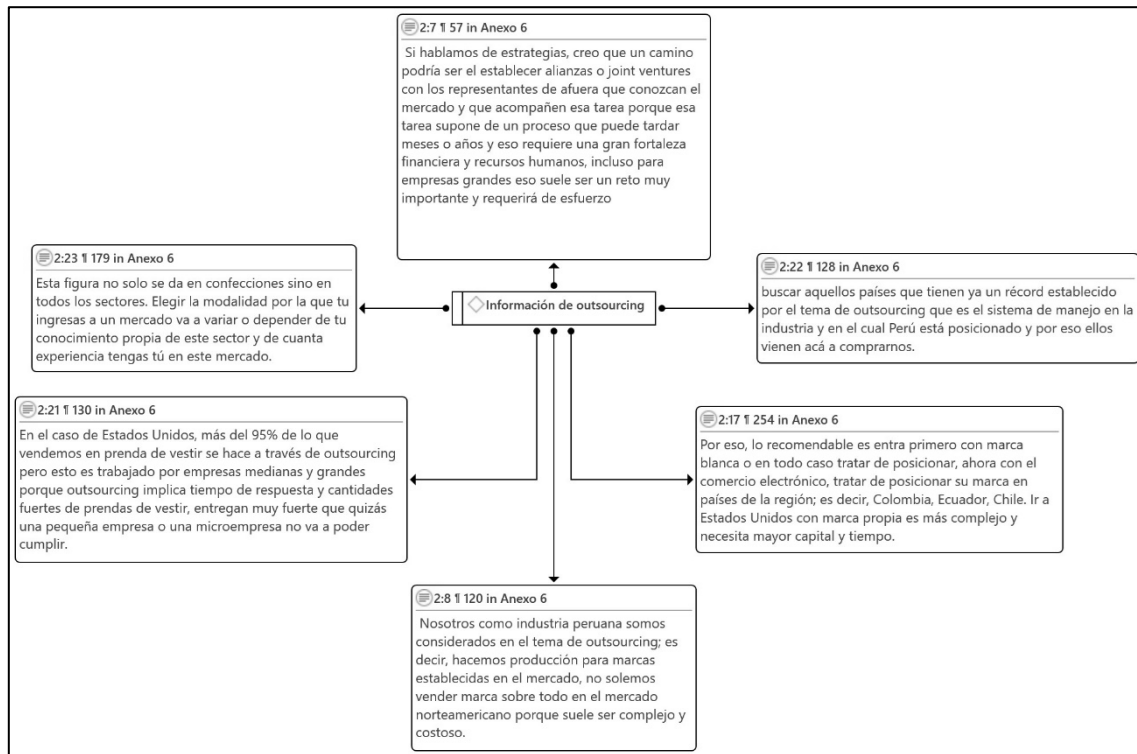 2:7 ¶ 57 in Anexo 6
Si hablamos de estrategias, creo que un camino
podría ser el establecer alianzas o joint ventures
con los representantes de afuera que conozcan el
mercado y que acompañen esa tarea porque esa
tarea supone de un proceso que puede tardar
meses o años y eso requiere una gran fortaleza
financiera y recursos humanos, incluso para
empresas grandes eso suele ser un reto muy
importante y requerirá de esfuerzo
2:23 ¶ 179 in Anexo 6
Esta figura no solo se da en confecciones sino en
todos los sectores. Elegir la modalidad por la que tu
ingresas a un mercado va a variar o depender de tu
conocimiento propia de este sector y de cuanta
experiencia tengas tú en este mercado.
Información de outsourcing
2:22 ¶ 128 in Anexo 6
buscar aquellos países que tienen ya un récord establecido
por el tema de outsourcing que es el sistema de manejo en la
industria y en el cual Perú está posicionado y por eso ellos
vienen acá a comprarnos.
2:21 ¶ 130 in Anexo 6
En el caso de Estados Unidos, más del 95% de lo que
vendemos en prenda de vestir se hace a través de outsourcing
pero esto es trabajado por empresas medianas y grandes
porque outsourcing implica tiempo de respuesta y cantidades
fuertes de prendas de vestir, entregan muy fuerte que quizás
una pequeña empresa o una microempresa no va a poder
cumplir.
2:17 ¶ 254 in Anexo 6
Por eso, lo recomendable es entra primero con marca
blanca o en todo caso tratar de posicionar, ahora con el
comercio electrónico, tratar de posicionar su marca en
países de la región; es decir, Colombia, Ecuador, Chile. Ir a
Estados Unidos con marca propia es más complejo y
necesita mayor capital y tiempo.
2:8 ¶ 120 in Anexo 6
Nosotros como industria peruana somos
considerados en el tema de outsourcing; es
decir, hacemos producción para marcas
establecidas en el mercado, no solemos
vender marca sobre todo en el mercado
norteamericano porque suele ser complejo y
costoso.